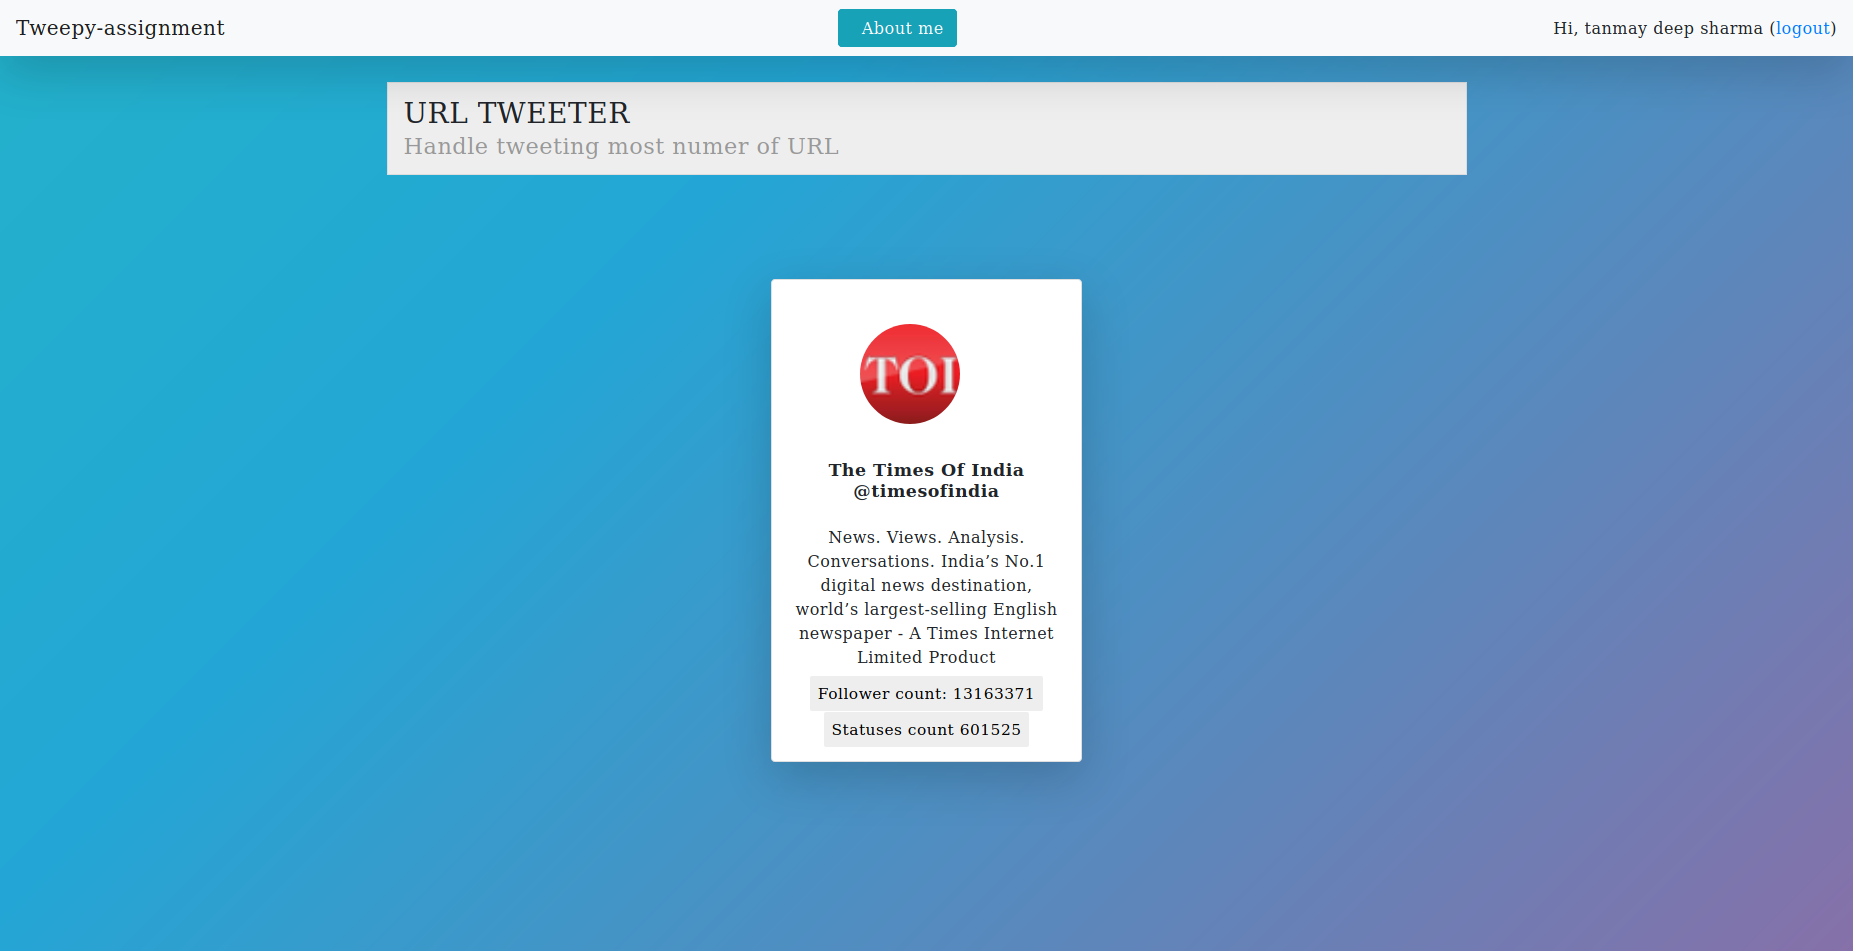 Tweepy-assignment
About me
Hi, tanmay deep sharma (logout)
URL TWEETER
Handle tweeting most numer of URL
TOI
The Times Of India
@timesofindia
News. Views. Analysis.
Conversations. India’s No.1
digital news destination,
world’s largest-selling English
newspaper - A Times Internet
Limited Product
Follower count: 13163371
Statuses count 601525